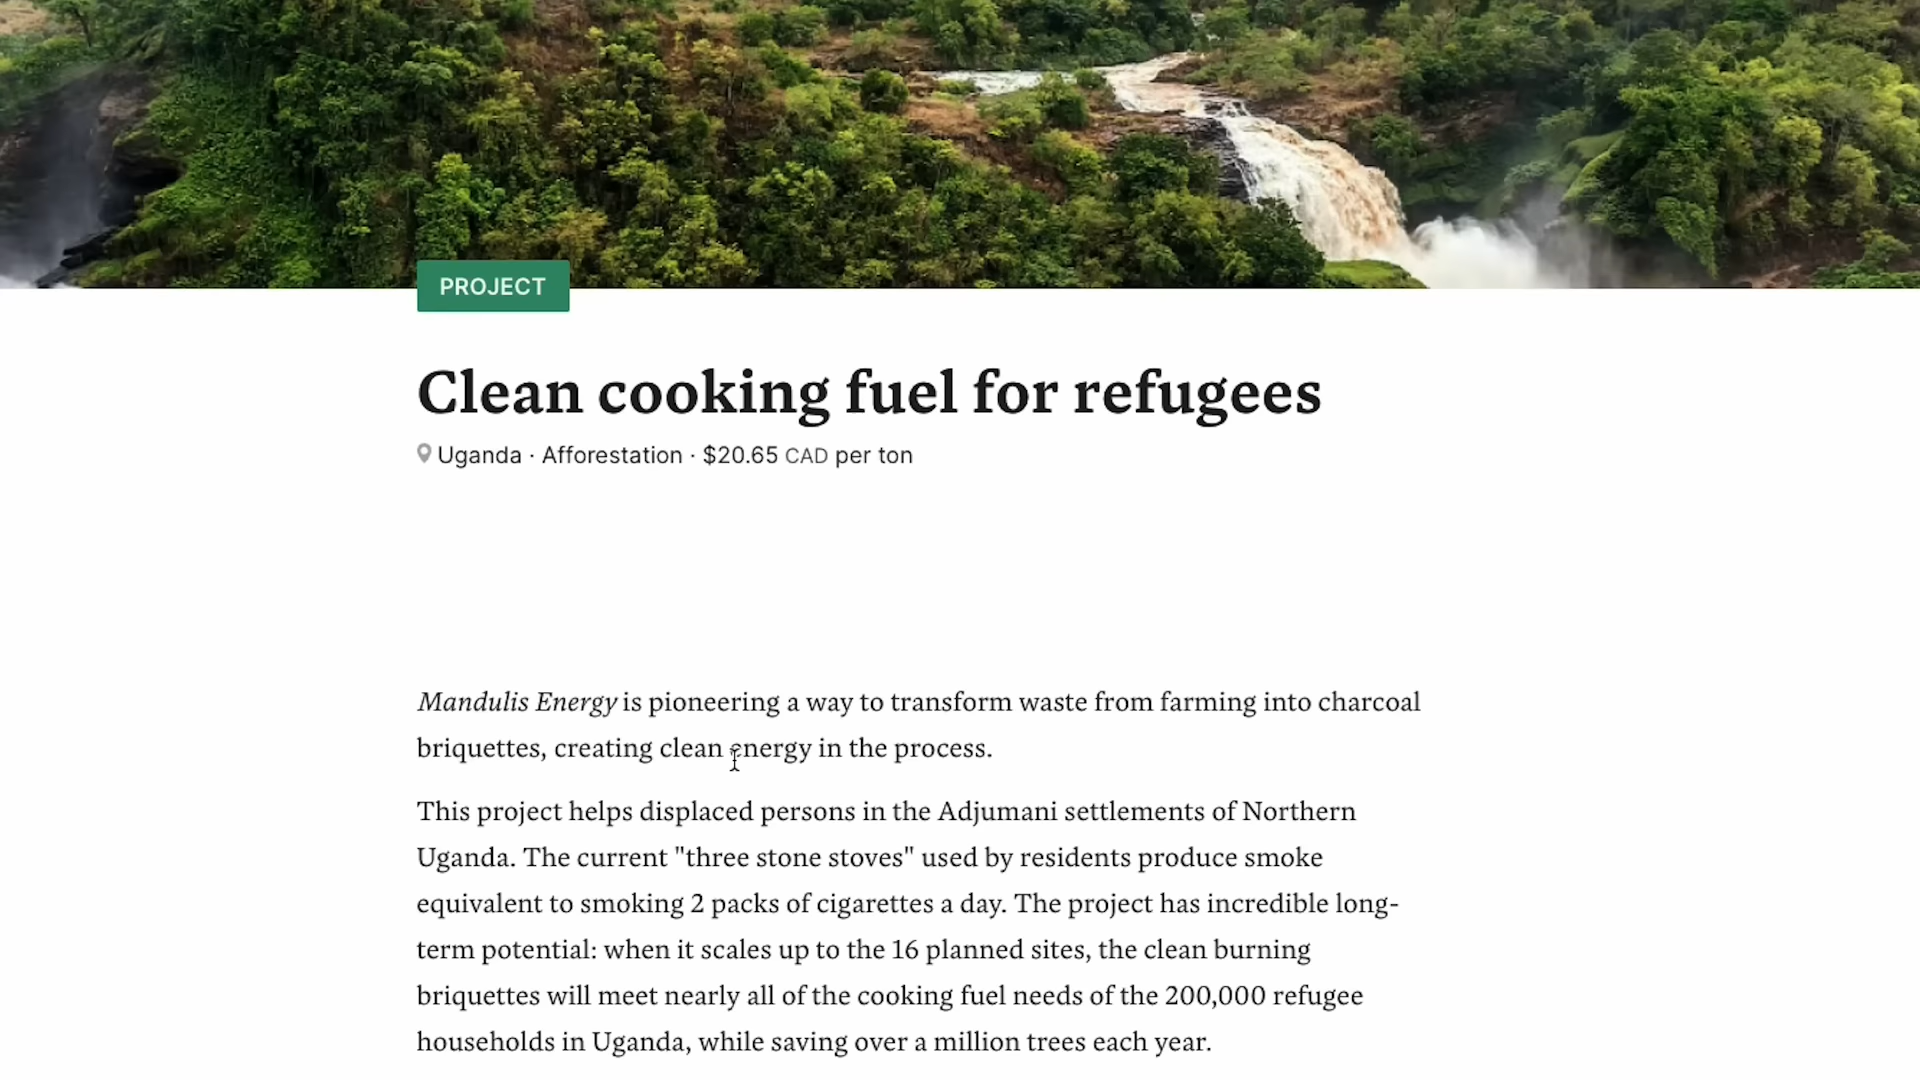 PROJECT
Clean cooking fuel for refugees
Uganda · Afforestation · $20.65 CAD per ton
Mandulis Energy is pioneering a way to transform waste from farming into charcoal
briquettes, creating clean energy in the process.
This project helps displaced persons in the Adjumani settlements of Northern
Uganda. The current "three stone stoves" used by residents produce smoke
equivalent to smoking 2 packs of cigarettes a day. The project has incredible long-
term potential: when it scales up to the 16 planned sites, the clean burning
briquettes will meet nearly all of the cooking fuel needs of the 200,000 refugee
households in Uganda, while saving over a million trees each year.